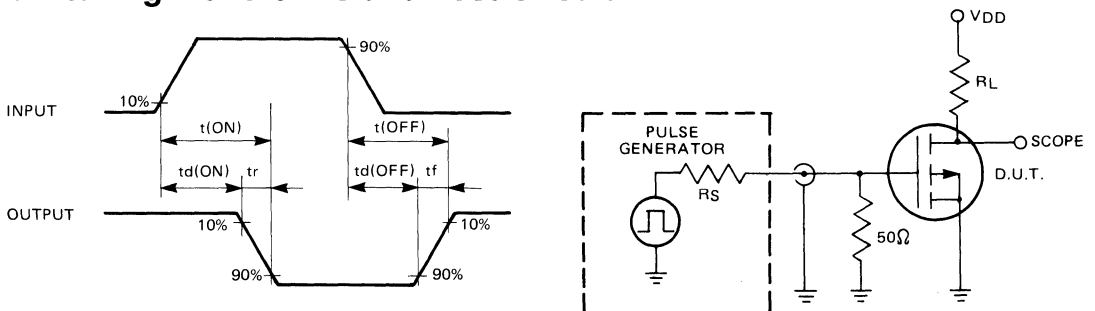 VDD
90%
RL
INPUT
10%
t(ON)
t(OFF)
PULSE
GENERATOR
SCOPE
td(ON)
tr
td(OFF)
tf
RS
D.U.T.
OUTPUT
10%
10%
50Ω
90%
90%